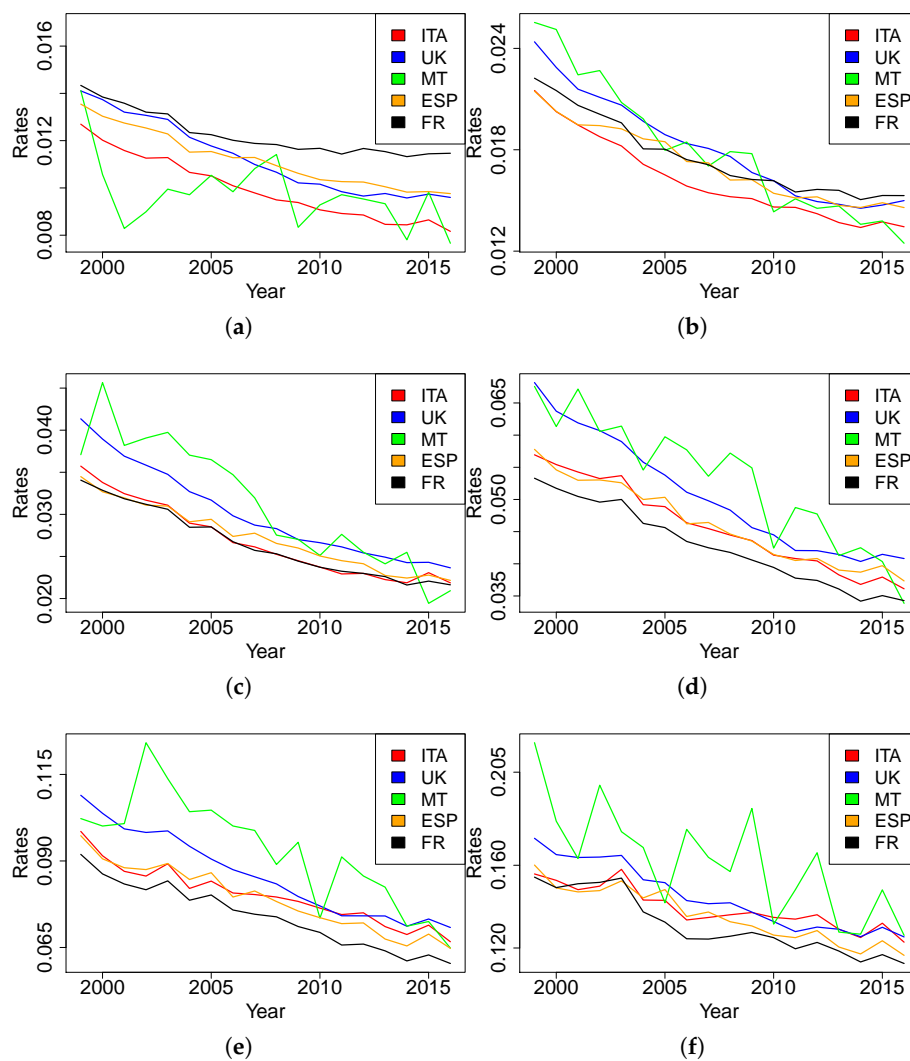 0.008 0.012 0.016
Rates
ITA
UK
MT
ESP
FR
2000 2005 2010 2015
Year
(a)
0.012 0.018 0.024
Rates
ITA
UK
MT
ESP
FR
2000 2005 2010 2015
Year
(b)
0.020 0.030 0.040
Rates
ITA
UK
MT
ESP
FR
2000 2005 2010 2015
Year
(c)
0.035 0.050 0.065
Rates
ITA
UK
MT
ESP
FR
2000 2005 2010 2015
Year
(d)
0.065 0.090 0.115
Rates
ITA
UK
MT
ESP
FR
2000 2005 2010 2015
Year
(e)
0.120 0.160 0.205
Rates
ITA
UK
MT
ESP
FR
2000 2005 2010 2015
Year
(f)